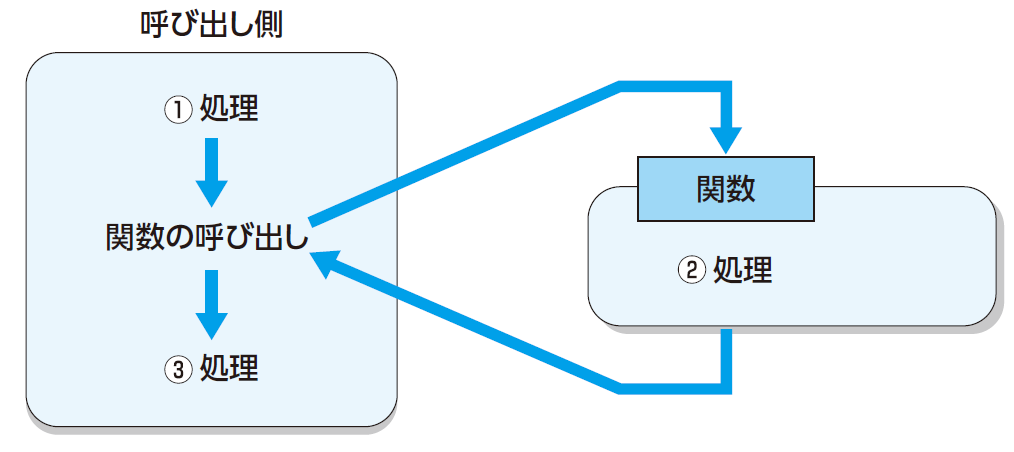 呼び出し側
① 処理
関数の呼び出し
③ 処理
関数
② 処理